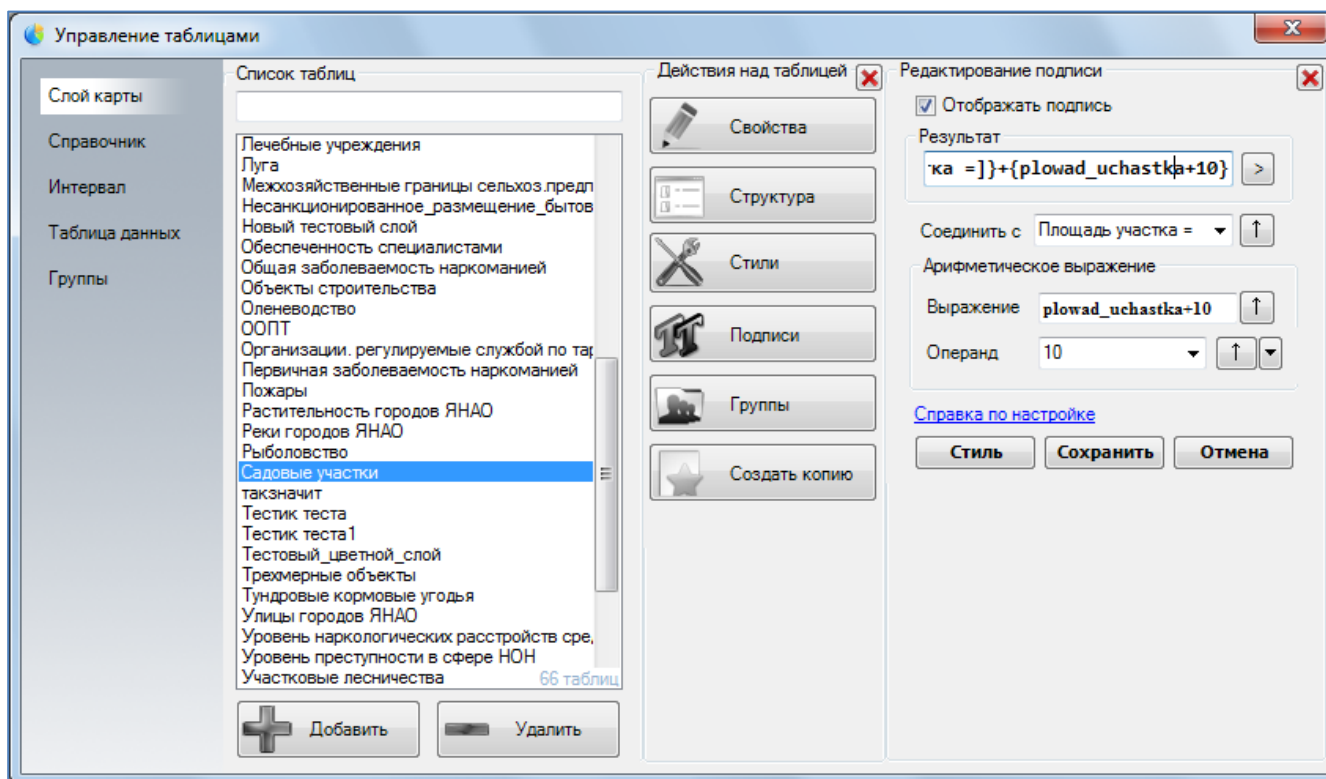 Управление таблицами
Слой карты
Справочник
Интервал
Таблица данных
Группы
Список таблиц
Лечебные учреждения
Луга
Межхозяйственные границы сельхоз.предп
Несанкционированное_размещение_бытов
Новый тестовый слой
Обеспеченность специалистами
Общая заболеваемость наркоманией
Объекты строительства
Оленеводство
ООПТ
Организации. регулируемые службой по тар
Первичная заболеваемость наркоманией
Пожары
Растительность городов ЯНАО
Реки городов ЯНАО
Рыболовство
Садовые участки
такзначит
Тестик теста
Тестик теста1
Тестовый_цветной_слой
Трехмерные объекты
Тундровые кормовые угодья
Улицы городов ЯНАО
Уровень наркологических расстройств сре,
Уровень преступности в сфере НОН
Участковые лесничества 66 таблиц
Добавить
Удалить
Действия над таблицей
Свойства
Структура
Стили
Подписи
Группы
Создать копию
Редактирование подписи
Отображать подпись
Результат
ка =]}+{plowad_uchastka+10} >
Соединить с Площадь участка = ↑
Арифметическое выражение
Выражение plowad_uchastka+10 ↑
Операнд 10 ↑
Справка по настройке
Стиль Сохранить Отмена